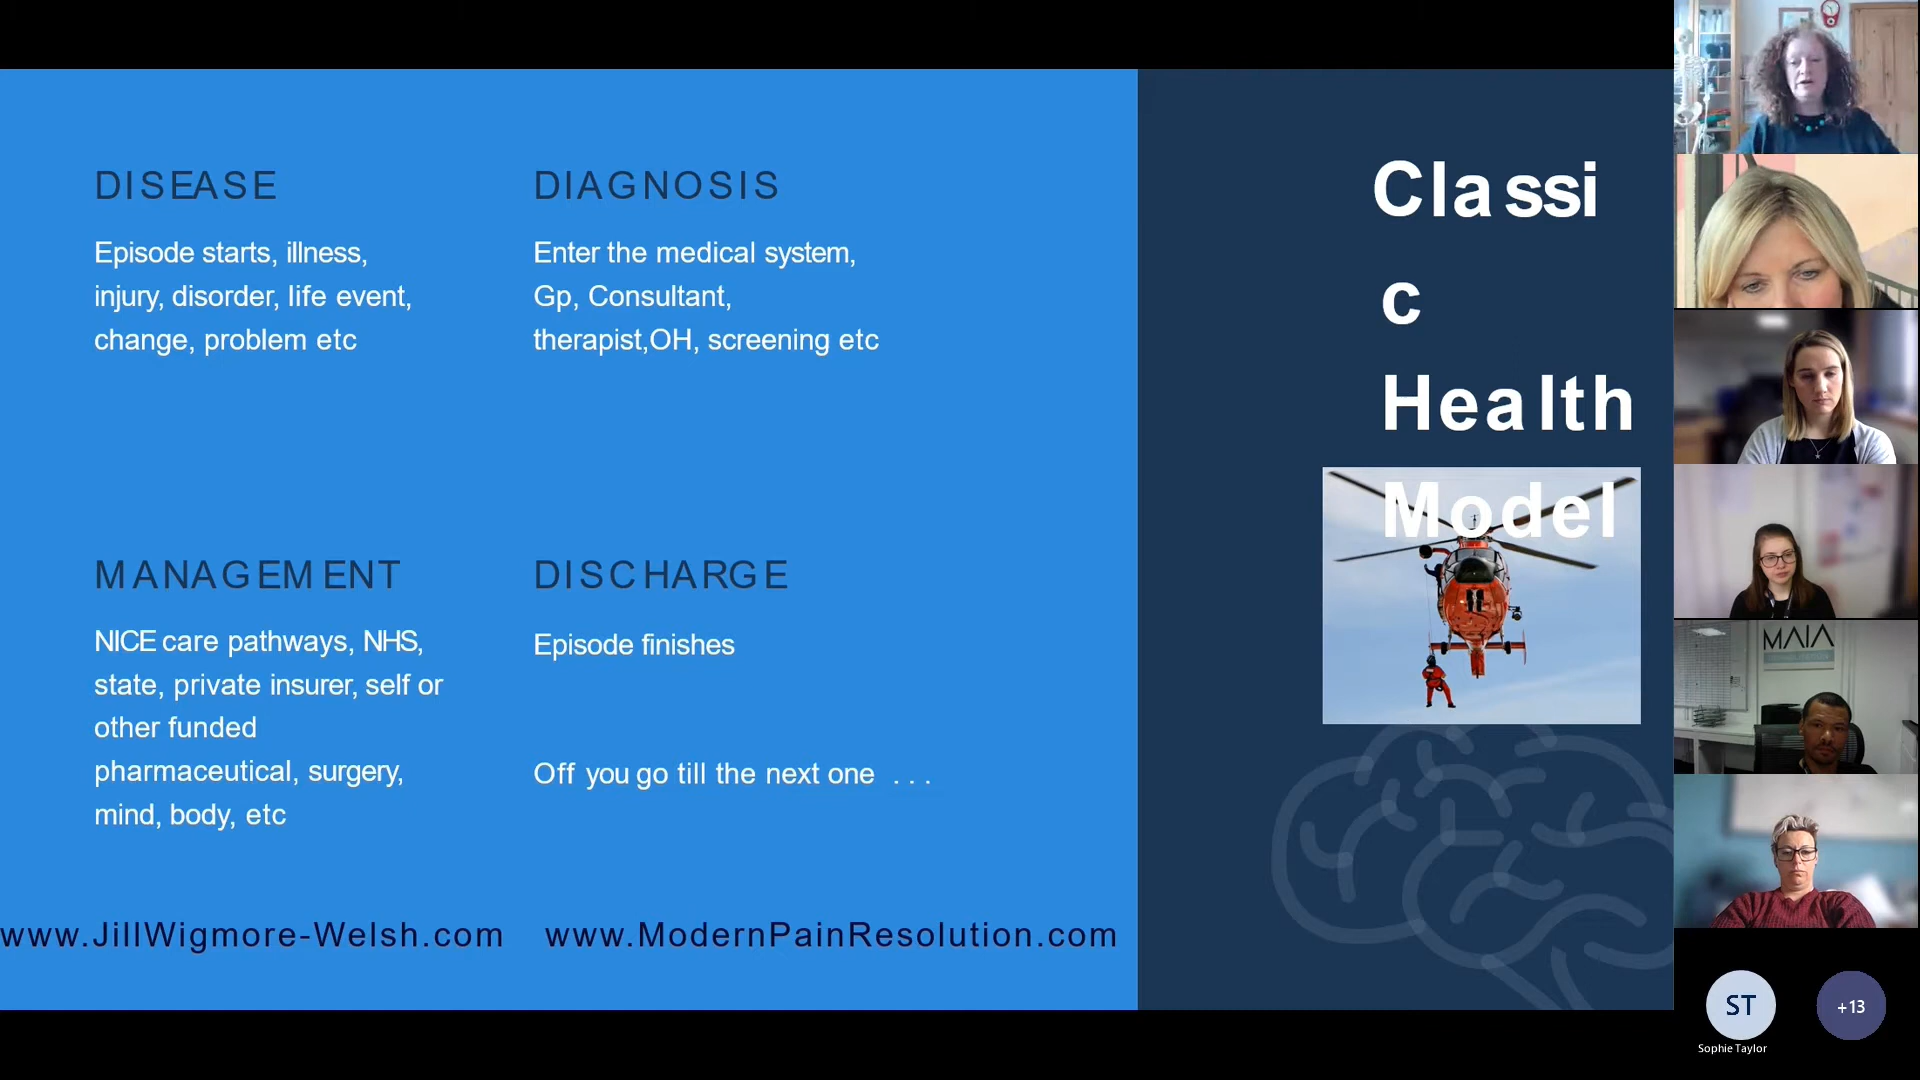 DISEASE
Episode starts, illness,
injury, disorder, life event,
change, problem etc
DIAGNOSIS
Enter the medical system,
Gp, Consultant,
therapist,OH, screening etc
MANAGEMENT
NICE care pathways, NHS,
state, private insurer, self or
other funded
pharmaceutical, surgery,
mind, body, etc
DISCHARGE
Episode finishes
Off you go till the next one ...
www.JillWigmore-Welsh.com
www.ModernPainResolution.com
Classi
c
Health
Model
MAIA
ST
Sophie Taylor
+13